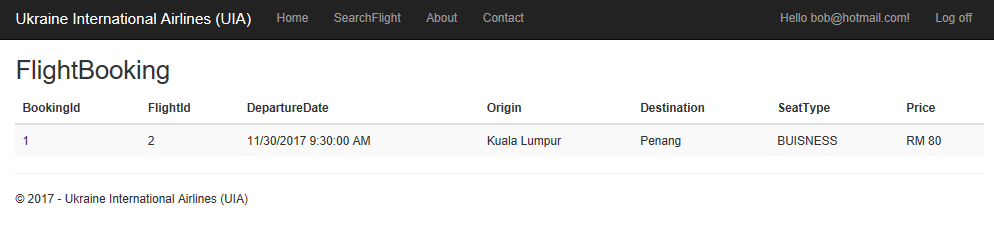 Ukraine International Airlines (UIA) Home SearchFlight About Contact Hello bob@hotmail.com! Log off
FlightBooking
BookingId FlightId DepartureDate Origin Destination SeatType Price
1 2 11/30/2017 9:30:00 AM Kuala Lumpur Penang BUISNESS RM 80
© 2017 - Ukraine International Airlines (UIA)